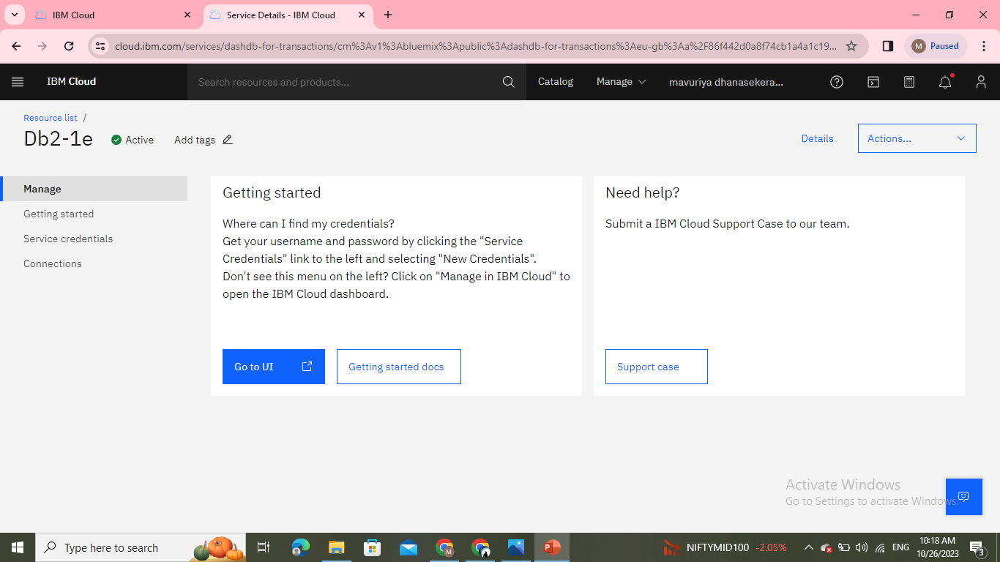 IBM Cloud
Service Details - IBM Cloud
cloud.ibm.com/services/dashdb-for-transactions/crn%3Av1%3Abluemix%3Apublic%3Adashdb-for-transactions%3Aeu-gb%3Aa%2F86f442d0a8f74cb1a4a1c19...
M Paused
IBM Cloud
Search resources and products...
Catalog
Manage
mavuriya dhanasekera...
Resource list /
Db2-1e
Active
Add tags
Details
Actions...
Manage
Getting started
Service credentials
Connections
Getting started
Where can I find my credentials?
Get your username and password by clicking the "Service
Credentials" link to the left and selecting "New Credentials".
Don't see this menu on the left? Click on "Manage in IBM Cloud" to
open the IBM Cloud dashboard.
Go to UI
Getting started docs
Need help?
Submit a IBM Cloud Support Case to our team.
Support case
Activate Windows
Go to Settings to activate Windows.
Type here to search
M
P
NIFTYMID100 -2.05%
ENG
10:18 AM
10/26/2023
3